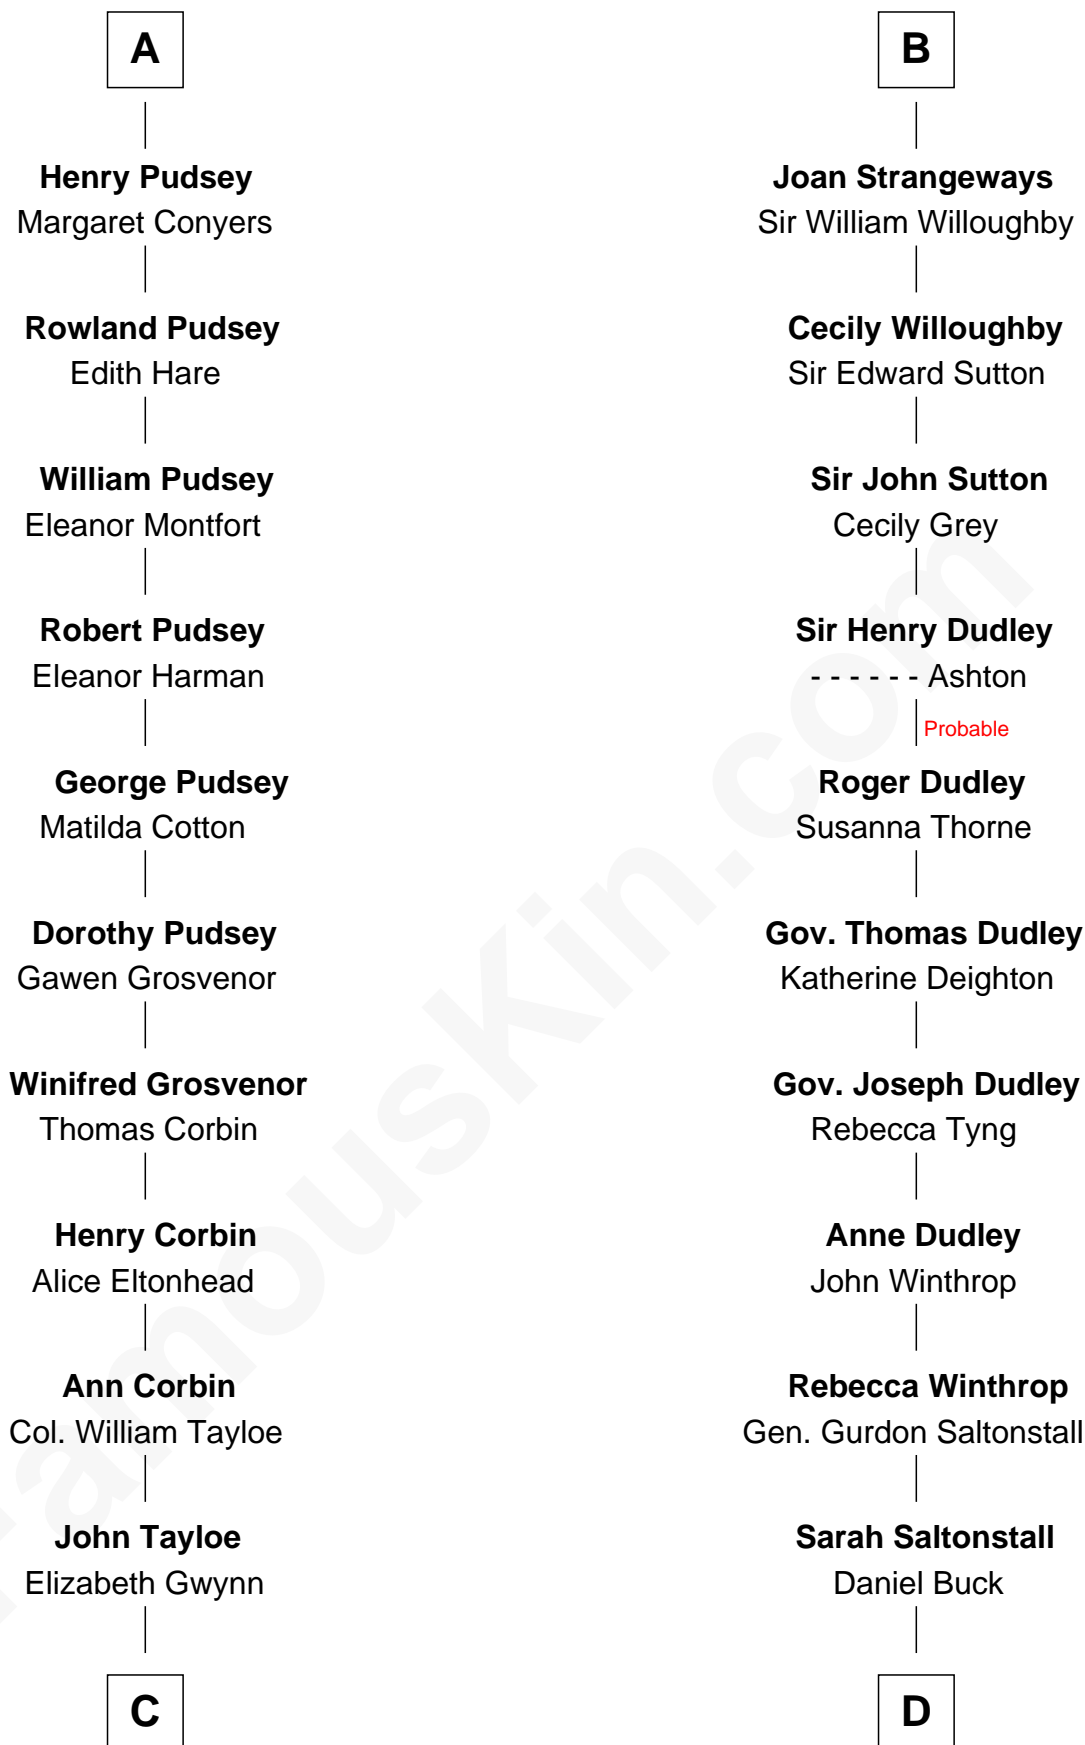 A
Henry Pudsey
Margaret Conyers
Rowland Pudsey
Edith Hare
William Pudsey
Eleanor Montfort
Robert Pudsey
Eleanor Harman
George Pudsey
Matilda Cotton
Dorothy Pudsey
Gawen Grosvenor
Winifred Grosvenor
Thomas Corbin
Henry Corbin
Alice Eltonhead
Ann Corbin
Col. William Tayloe
John Tayloe
Elizabeth Gwynn
C
B
Joan Strangeways
Sir William Willoughby
Cecily Willoughby
Sir Edward Sutton
Sir John Sutton
Cecily Grey
Sir Henry Dudley
- - - - - - Ashton
Probable
Roger Dudley
Susanna Thorne
Gov. Thomas Dudley
Katherine Deighton
Gov. Joseph Dudley
Rebecca Tyng
Anne Dudley
John Winthrop
Rebecca Winthrop
Gen. Gurdon Saltonstall
Sarah Saltonstall
Daniel Buck
D
FamousKin.com